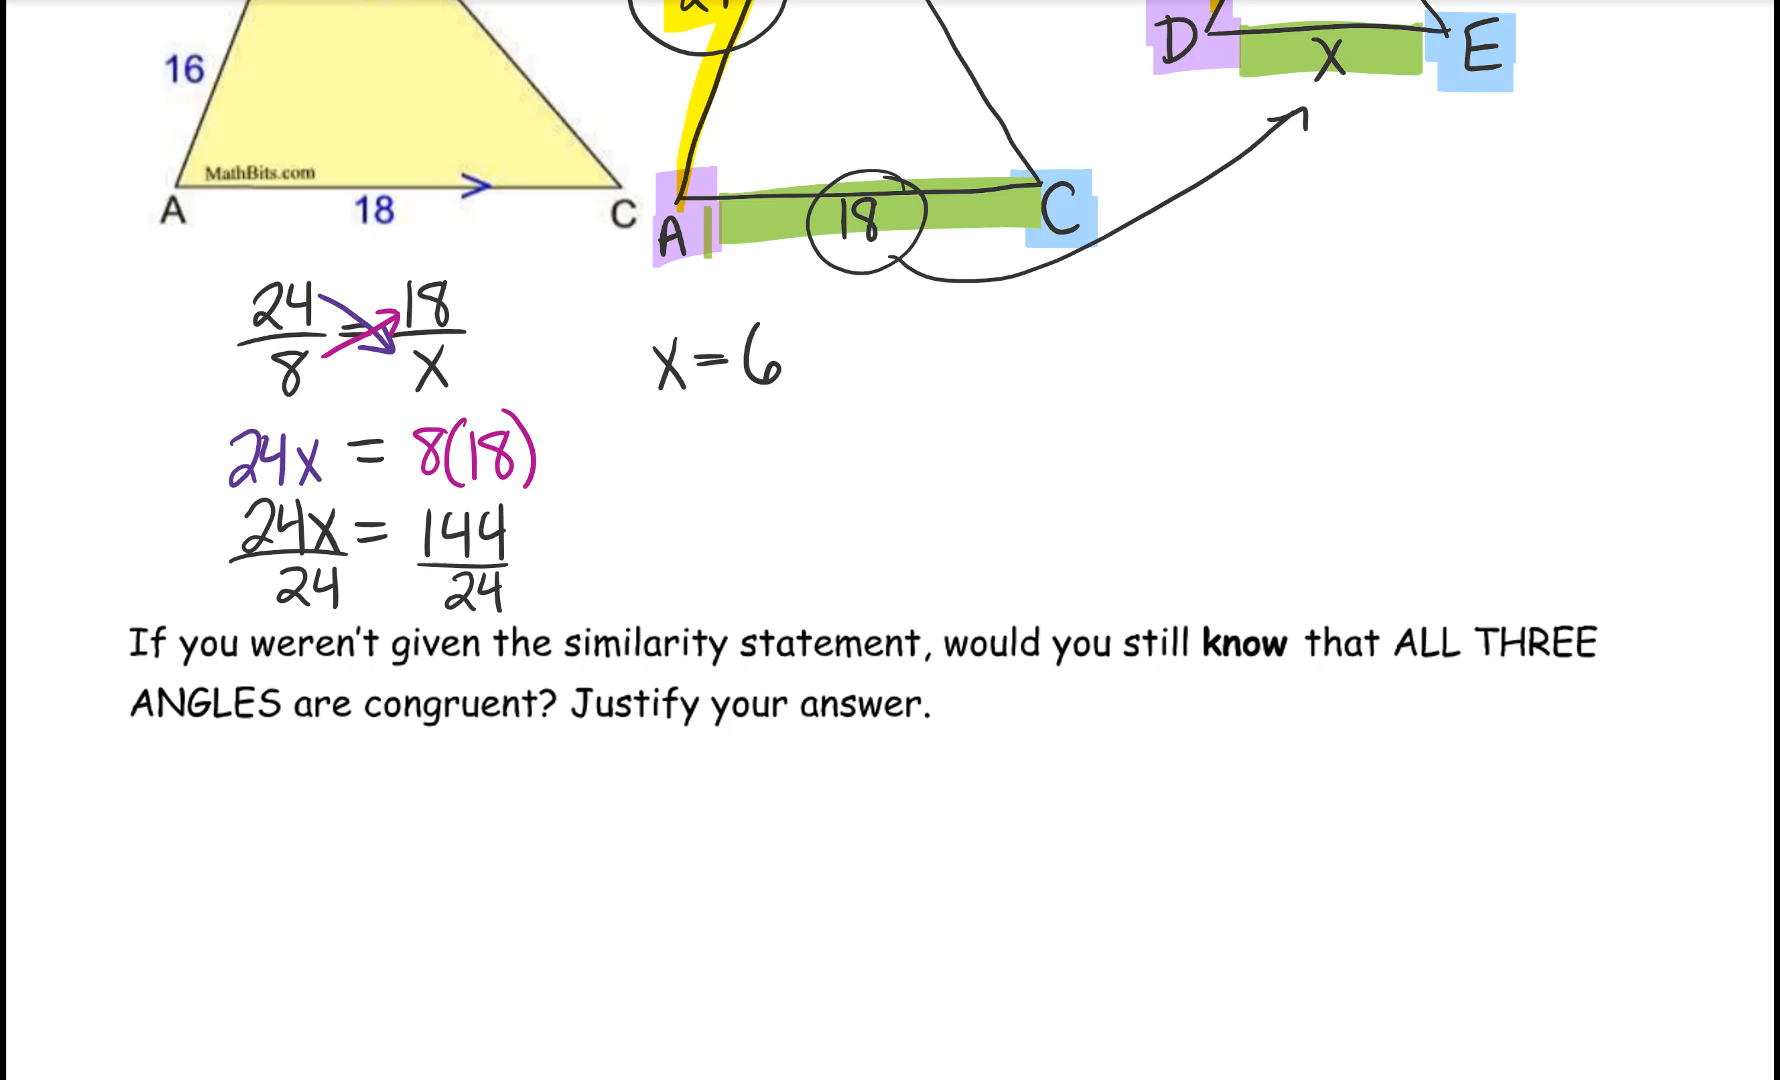 D
x
E
16
MathBits.com
A
18
C
A
18
C
24 = 18
8 x
x = 6
24x = 8(18)
24x = 144
24 24
If you weren't given the similarity statement, would you still know that ALL THREE
ANGLES are congruent? Justify your answer.